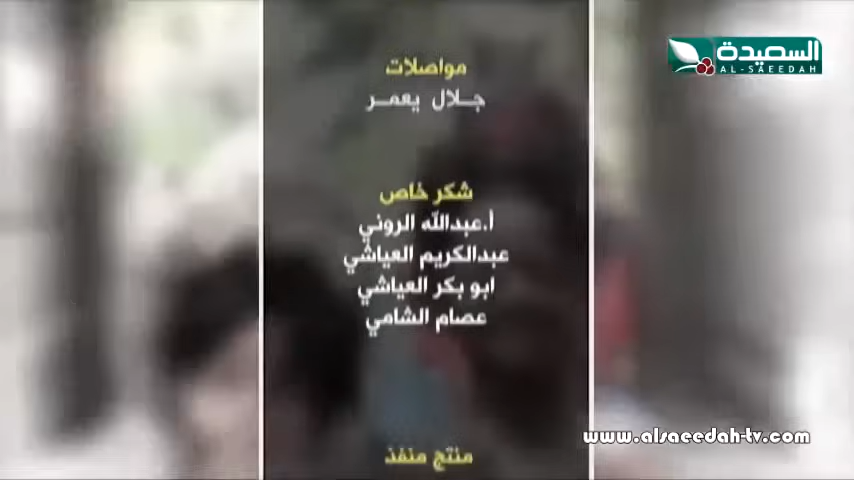 السعيدة
AL-SAEEDAH
مواصلات
جلال يعمر
شكر خاص
أ.عبدالله الروني
عبدالكريم العياشي
ابو بكر العياشي
عصام الشامي
منتج منفذ
www.alsaeedah-tv.com